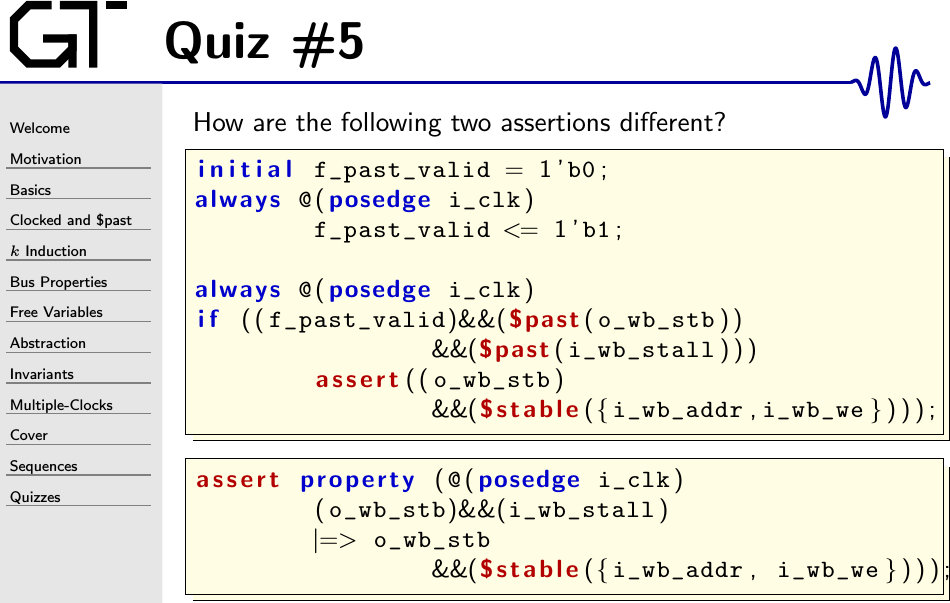 GT
Quiz #5
Welcome
Motivation
Basics
Clocked and $past
k Induction
Bus Properties
Free Variables
Abstraction
Invariants
Multiple-Clocks
Cover
Sequences
Quizzes
How are the following two assertions different?
initial f_past_valid = 1'b0;
always @(posedge i_clk)
f_past_valid <= 1'b1;
always @(posedge i_clk)
if ((f_past_valid)&&($past(o_wb_stb))
&&($past(i_wb_stall)))
assert((o_wb_stb)
&&($stable({i_wb_addr,i_wb_we})));
assert property (@(posedge i_clk)
(o_wb_stb)&&(i_wb_stall)
|=> o_wb_stb
&&($stable({i_wb_addr, i_wb_we})));